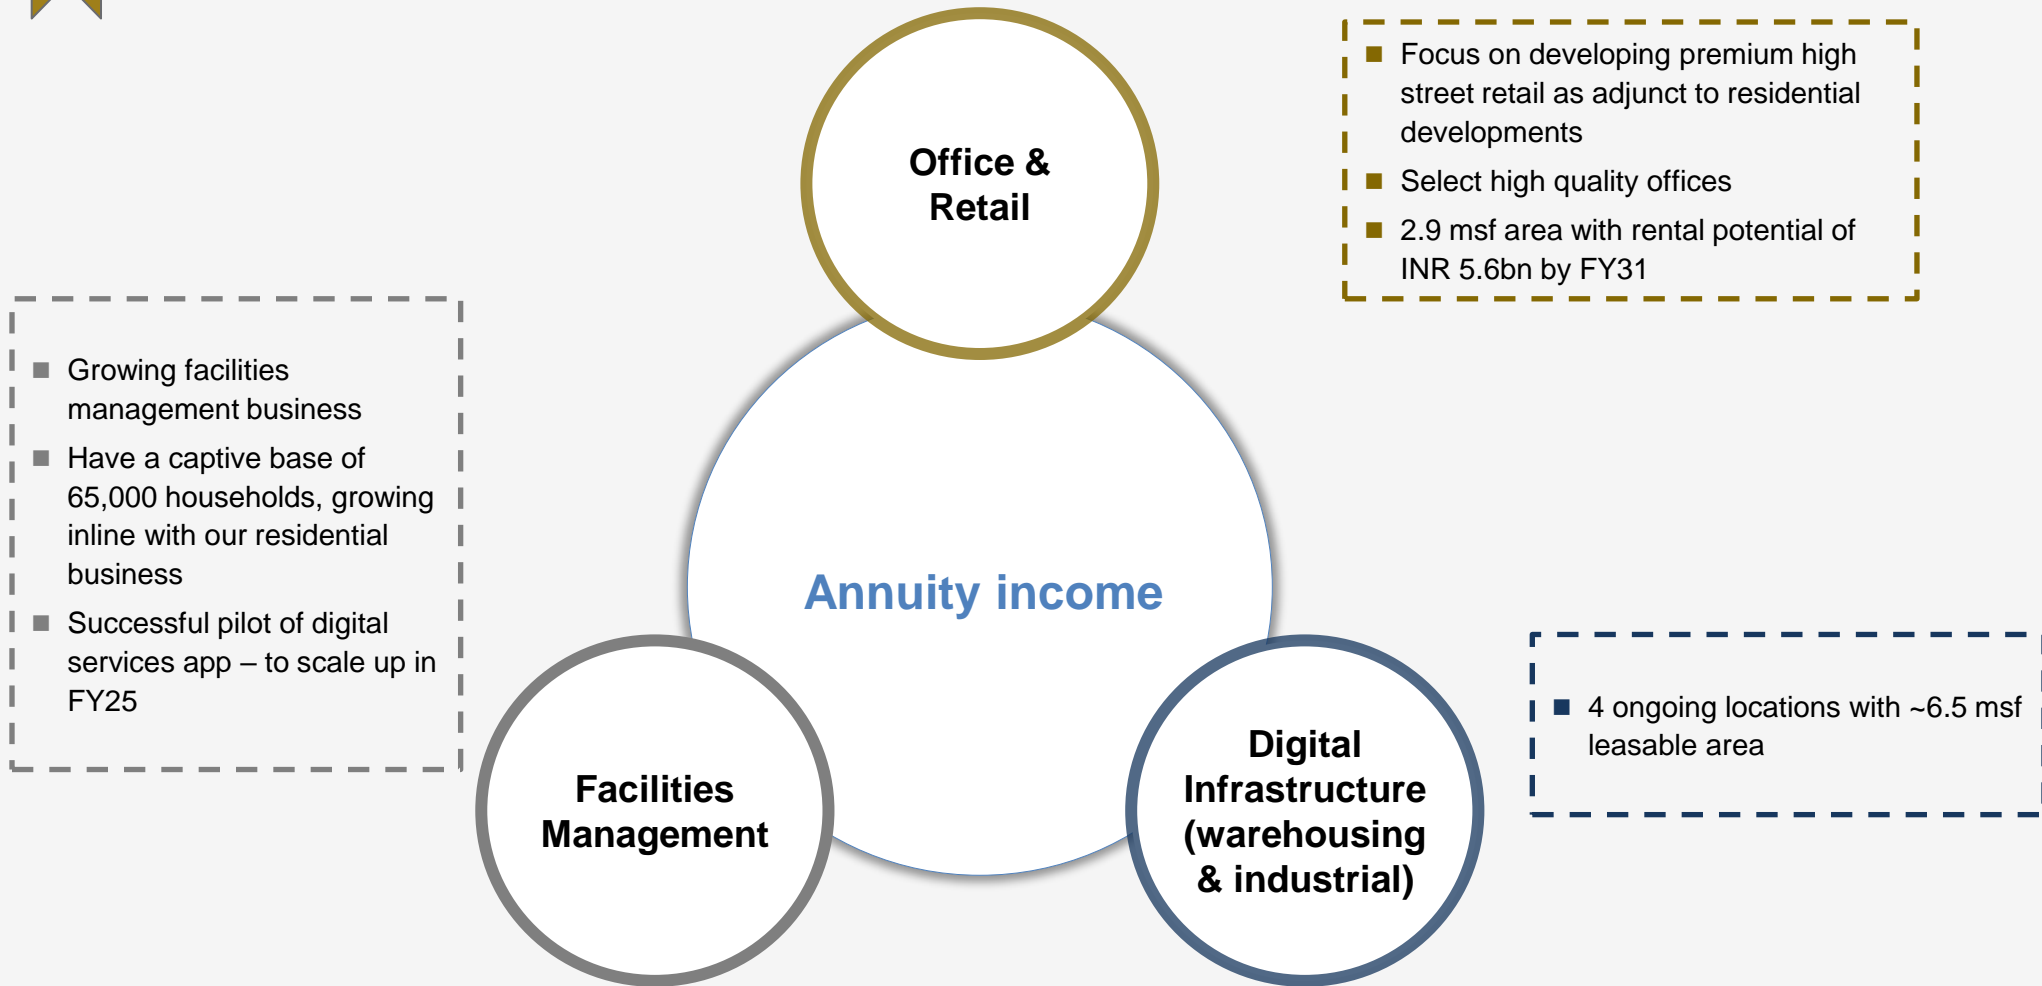 Office &
Retail
■ Focus on developing premium high
street retail as adjunct to residential
developments
■ Select high quality offices
■ 2.9 msf area with rental potential of
INR 5.6bn by FY31
■ Growing facilities
management business
■ Have a captive base of
65,000 households, growing
inline with our residential
business
■ Successful pilot of digital
services app – to scale up in
FY25
Annuity income
Facilities
Management
Digital
Infrastructure
(warehousing
& industrial)
■ 4 ongoing locations with ~6.5 msf
leasable area